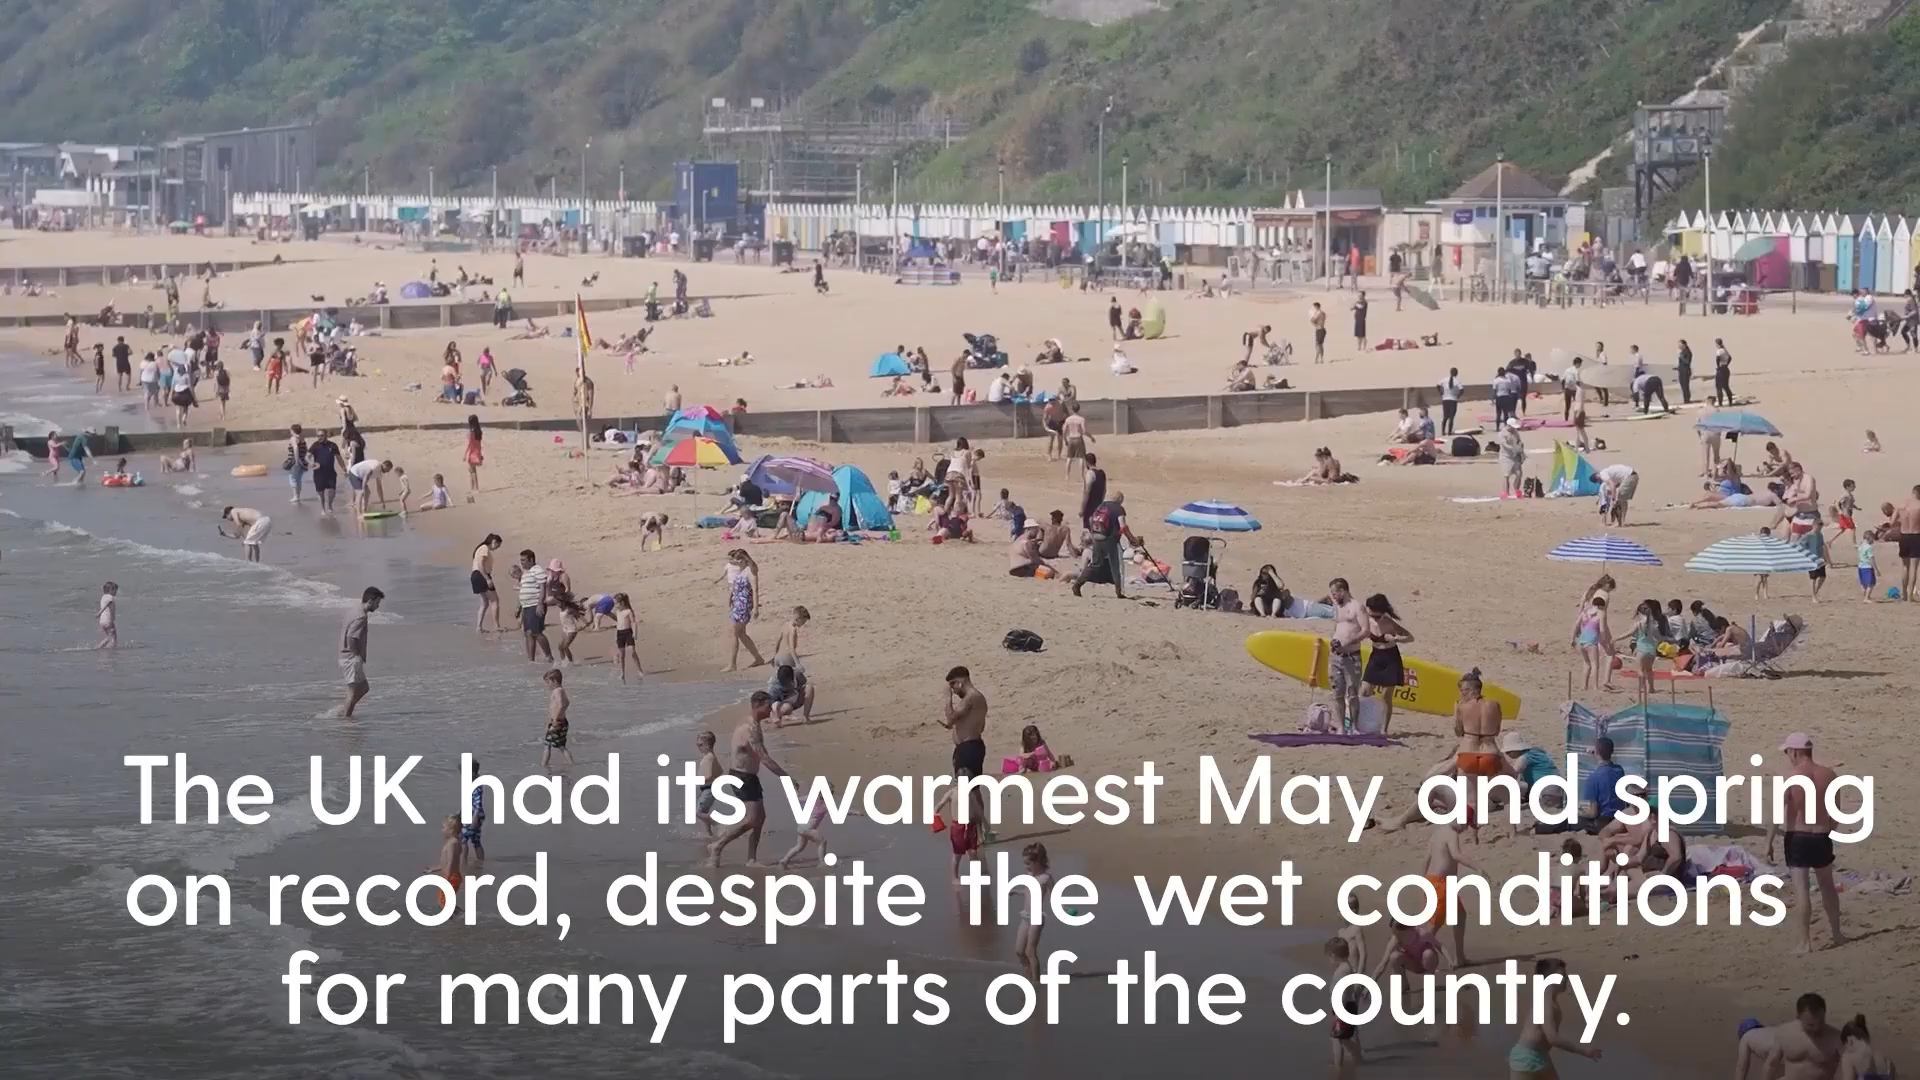 The UK had its warmest May and spring
on record, despite the wet conditions
for many parts of the country.